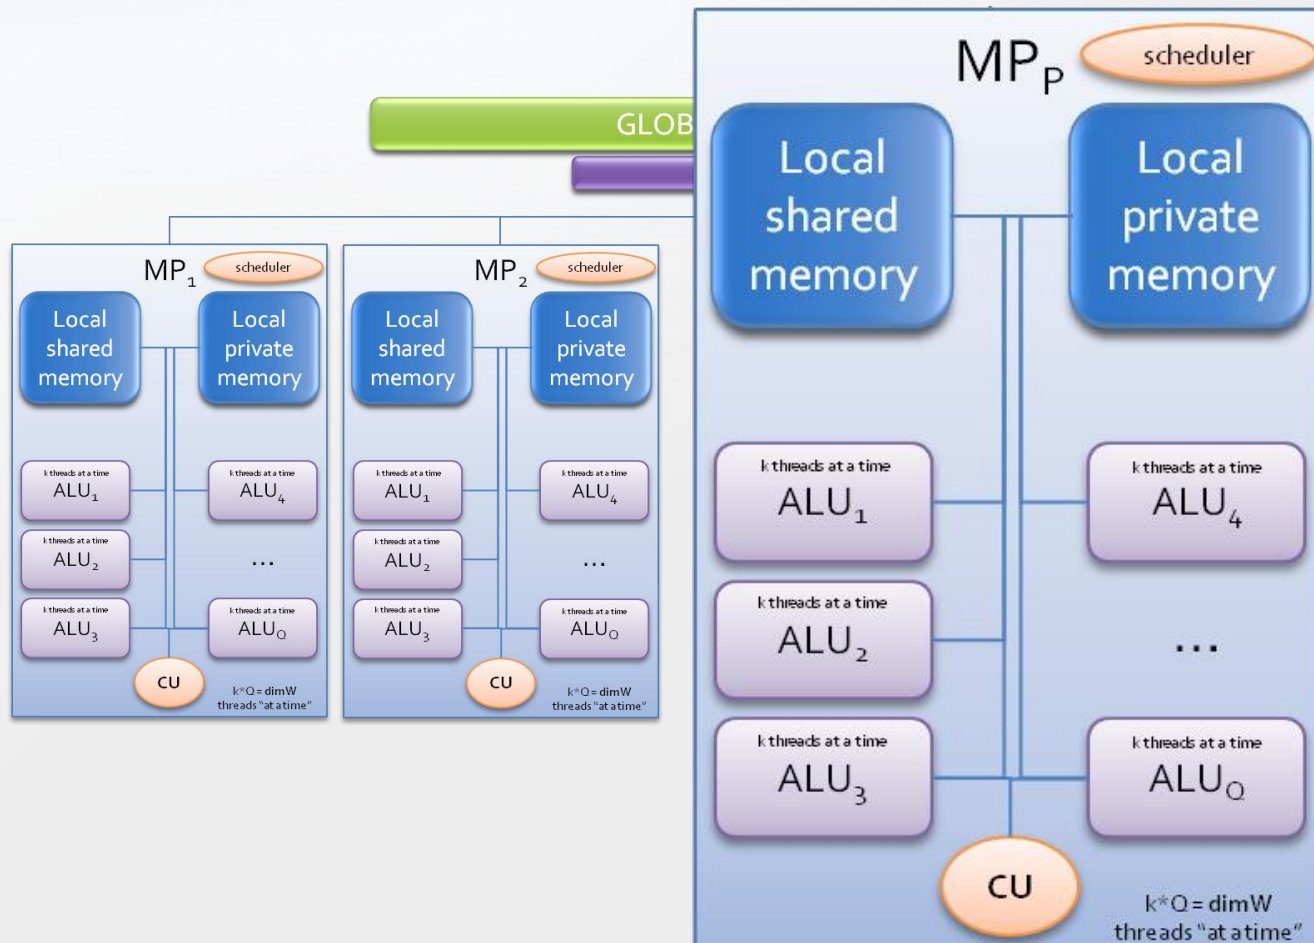 GLOB
MP1
scheduler
Local
shared
memory
Local
private
memory
k threads at a time
ALU1
k threads at a time
ALU4
k threads at a time
ALU2
...
k threads at a time
ALU3
k threads at a time
ALUQ
CU
k*Q = dimW
threads "at a time"
MP2
scheduler
Local
shared
memory
Local
private
memory
k threads at a time
ALU1
k threads at a time
ALU4
k threads at a time
ALU2
...
k threads at a time
ALU3
k threads at a time
ALUQ
CU
k*Q = dimW
threads "at a time"
MPP
scheduler
Local
shared
memory
Local
private
memory
k threads at a time
ALU1
k threads at a time
ALU4
k threads at a time
ALU2
...
k threads at a time
ALU3
k threads at a time
ALUQ
CU
k*Q = dimW
threads "at a time"